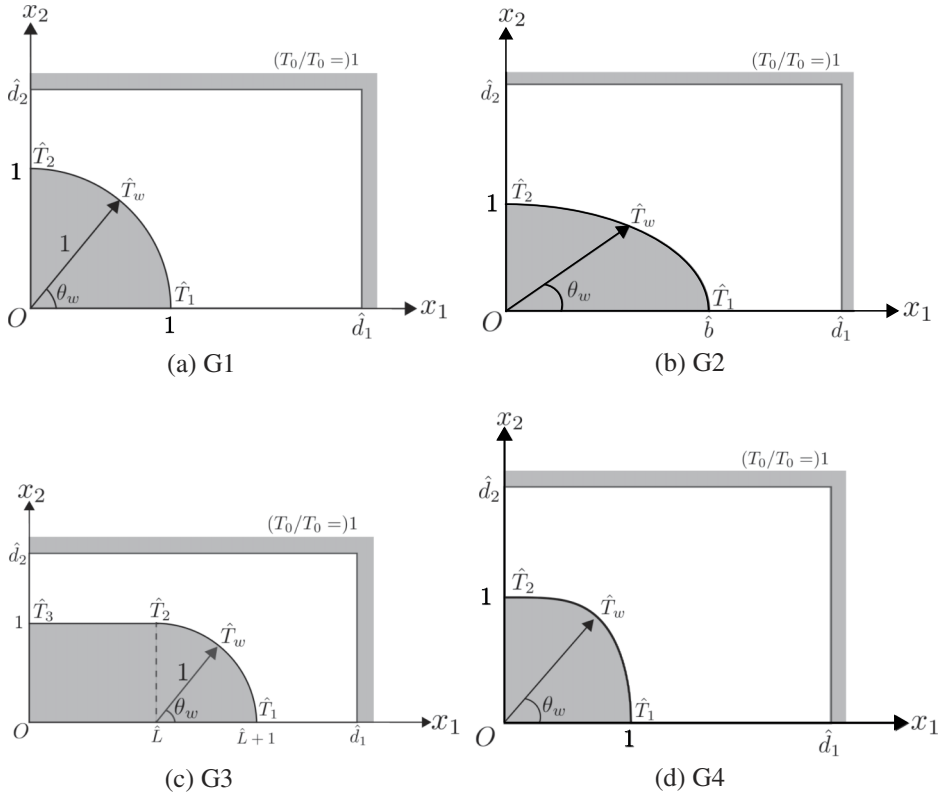 x₂
(T₀/T₀ =)1
d̂₂
1
T̂₂
T̂w
1
θw
T̂₁
O
1
d̂₁
x₁
(a) G1
x₂
(T₀/T₀ =)1
d̂₂
1
T̂₂
T̂w
θw
T̂₁
O
b̂
d̂₁
x₁
(b) G2
x₂
(T₀/T₀ =)1
d̂₂
1
T̂₃
T̂₂
T̂w
1
θw
T̂₁
O
L̂
L̂ + 1
d̂₁
x₁
(c) G3
x₂
(T₀/T₀ =)1
d̂₂
1
T̂₂
T̂w
θw
T̂₁
O
1
d̂₁
x₁
(d) G4